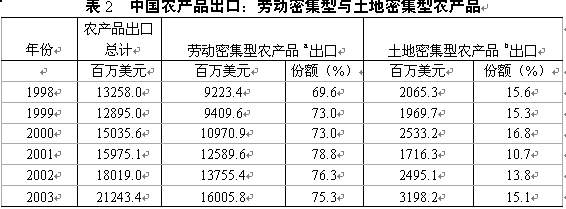 表2 中国农产品出口：劳动密集型与土地密集型农产品
年份 农产品出口总计 劳动密集型农产品a出口 土地密集型农产品b出口
百万美元 百万美元 份额（%） 百万美元 份额（%）
1998 13258.0 9223.4 69.6 2065.3 15.6
1999 12895.0 9409.6 73.0 1969.7 15.3
2000 15035.6 10970.9 73.0 2533.2 16.8
2001 15975.1 12589.6 78.8 1716.3 10.7
2002 18019.0 13755.4 76.3 2495.1 13.8
2003 21243.4 16005.8 75.3 3198.2 15.1